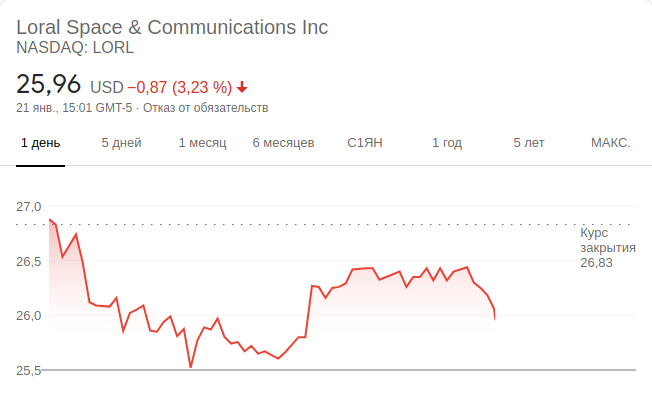 Loral Space & Communications Inc
NASDAQ: LORL
25,96 USD −0,87 (3,23 %)
21 янв., 15:01 GMT-5 · Отказ от обязательств
1 день 5 дней 1 месяц 6 месяцев С1ЯН 1 год 5 лет МАКС.
27,0
Курс
закрытия
26,83
26,5
26,0
25,5